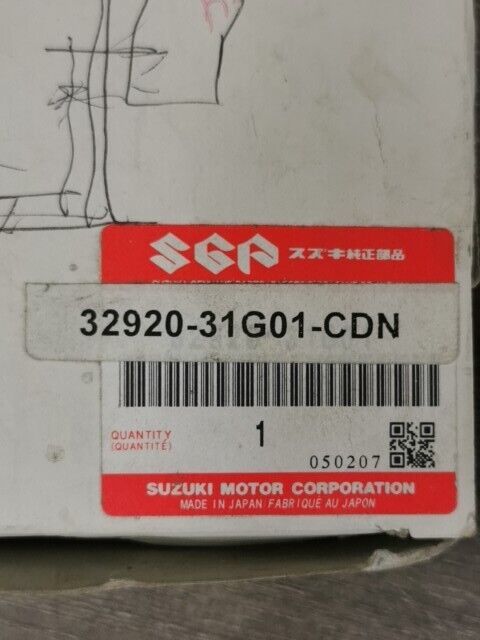 SGP スズキ純正部品
32920-31G01-CDN
QUANTITY
(QUANTITÉ)
1
050207
SUZUKI MOTOR CORPORATION
MADE IN JAPAN FABRIQUÉ AU JAPON